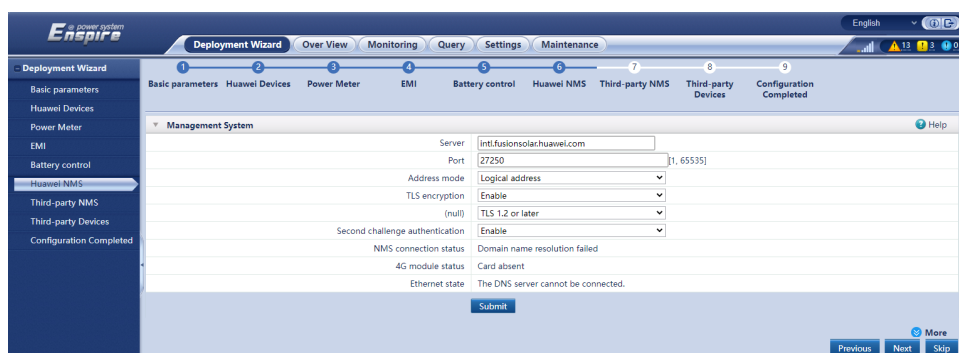 e power system
Enspire
English
Deployment Wizard Over View Monitoring Query Settings Maintenance
13 3 0
Deployment Wizard
Basic parameters
Huawei Devices
Power Meter
EMI
Battery control
Huawei NMS
Third-party NMS
Third-party Devices
Configuration Completed
1 2 3 4 5 6 7 8 9
Basic parameters Huawei Devices Power Meter EMI Battery control Huawei NMS Third-party NMS Third-party Devices Configuration Completed
Management System Help
Server intl.fusionsolar.huawei.com
Port 27250 [1, 65535]
Address mode Logical address
TLS encryption Enable
(null) TLS 1.2 or later
Second challenge authentication Enable
NMS connection status Domain name resolution failed
4G module status Card absent
Ethernet state The DNS server cannot be connected.
Submit
More
Previous Next Skip